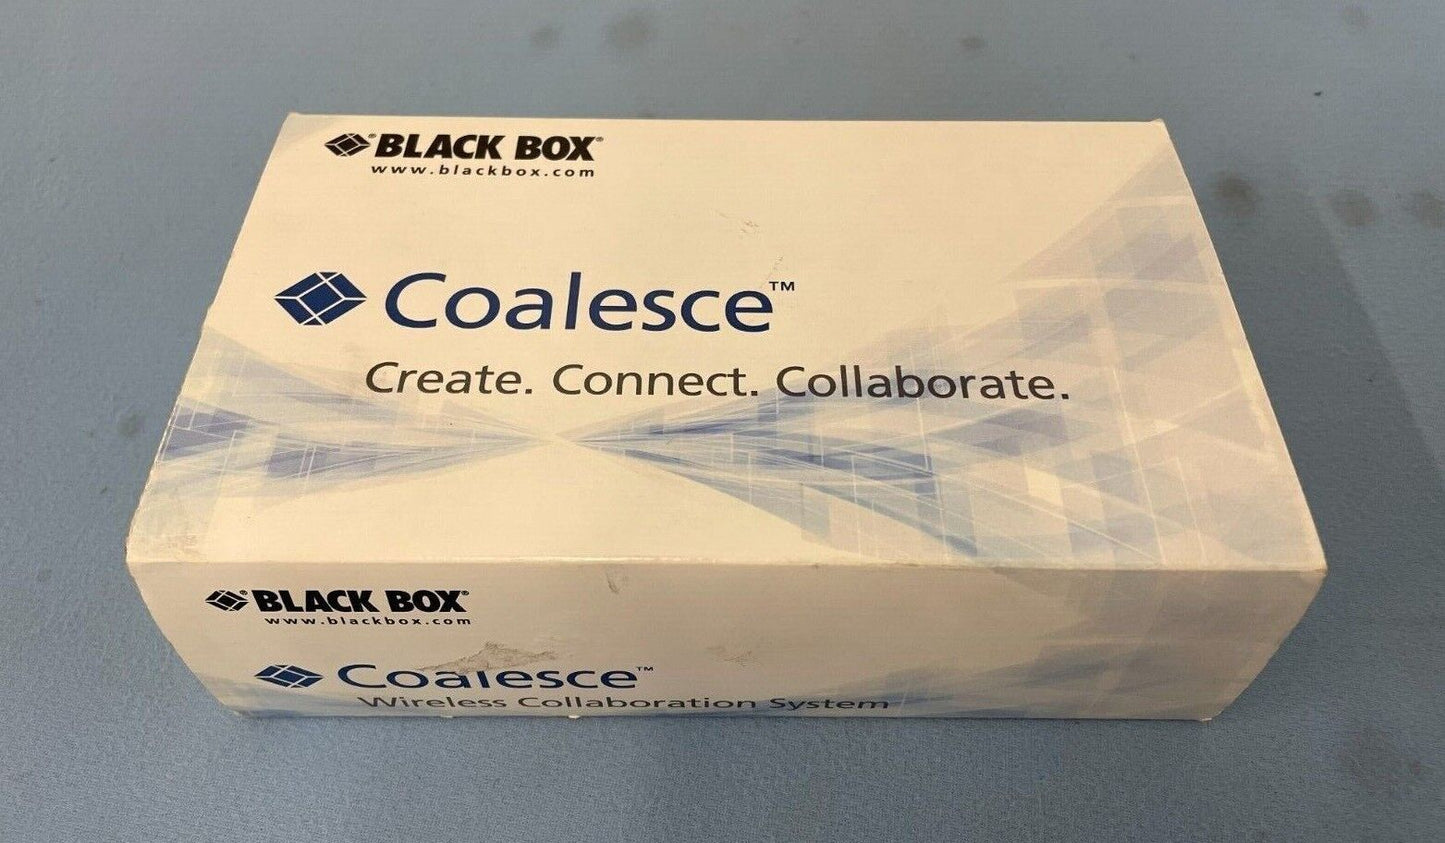 BLACK BOX®
www.blackbox.com
Coalesce™
Create. Connect. Collaborate.
BLACK BOX®
www.blackbox.com
Coalesce™
Wireless Collaboration System